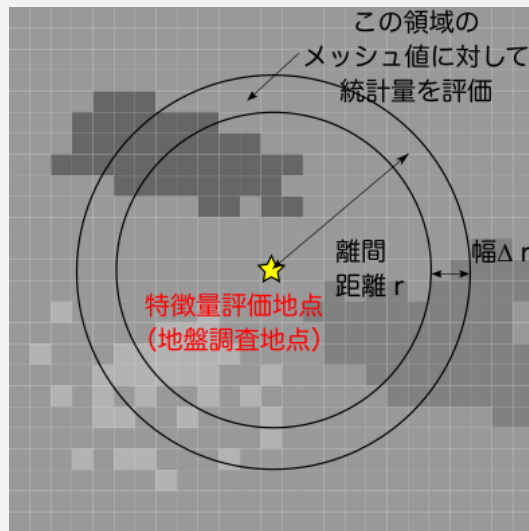 この領域の
メッシュ値に対して
統計量を評価
離間
距離 r
幅Δ r
特徴量評価地点
（地盤調査地点）